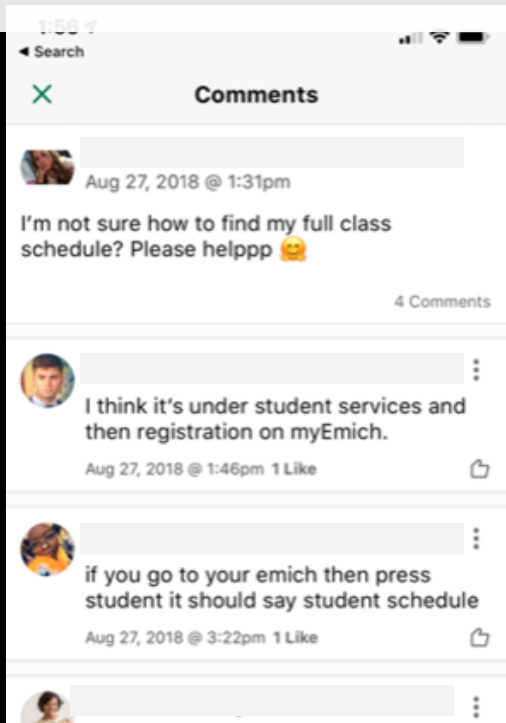 1:56
Search
Comments
Aug 27, 2018 @ 1:31pm
I'm not sure how to find my full class
schedule? Please helppp 🤗
4 Comments
I think it's under student services and
then registration on myEmich.
Aug 27, 2018 @ 1:46pm 1 Like
if you go to your emich then press
student it should say student schedule
Aug 27, 2018 @ 3:22pm 1 Like